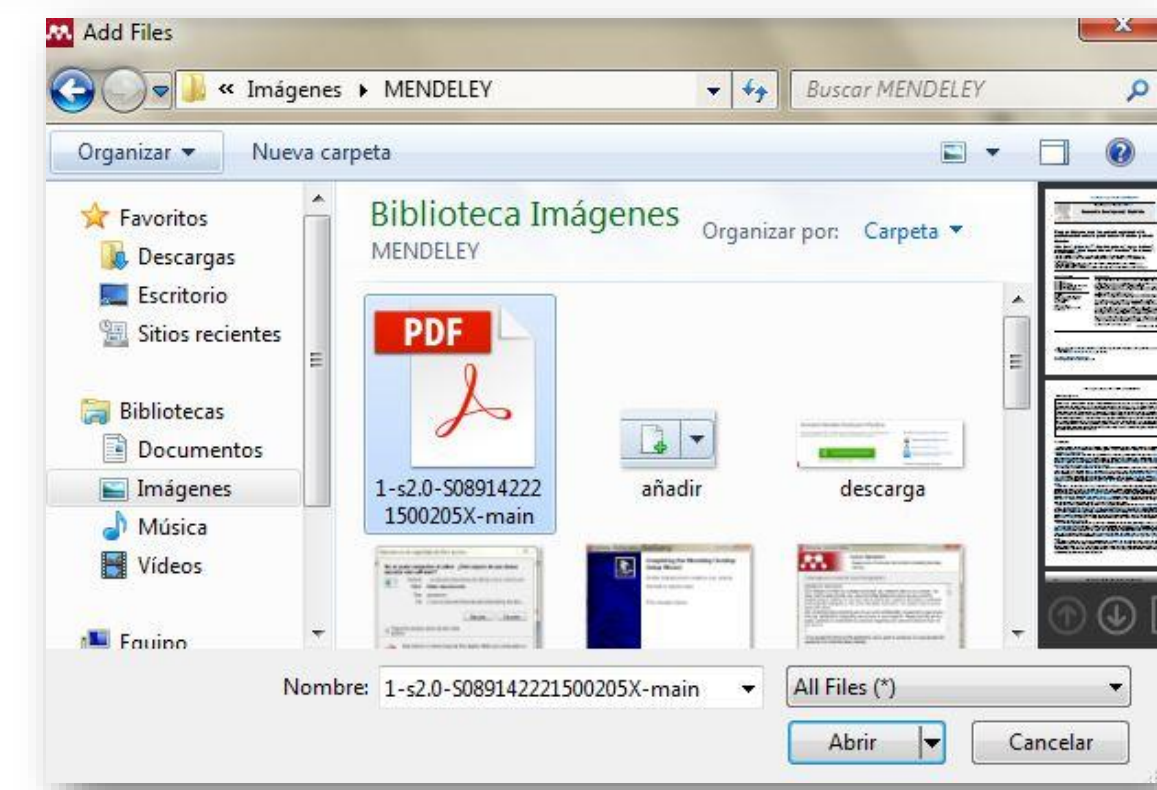 Add Files
« Imágenes ▸ MENDELEY
Buscar MENDELEY
Organizar
Nueva carpeta
Favoritos
Descargas
Escritorio
Sitios recientes
Bibliotecas
Documentos
Imágenes
Música
Vídeos
Equipo
Biblioteca Imágenes
MENDELEY
Organizar por: Carpeta
PDF
1-s2.0-S08914222
1500205X-main
añadir
descarga
Nombre: 1-s2.0-S089142221500205X-main
All Files (*)
Abrir
Cancelar